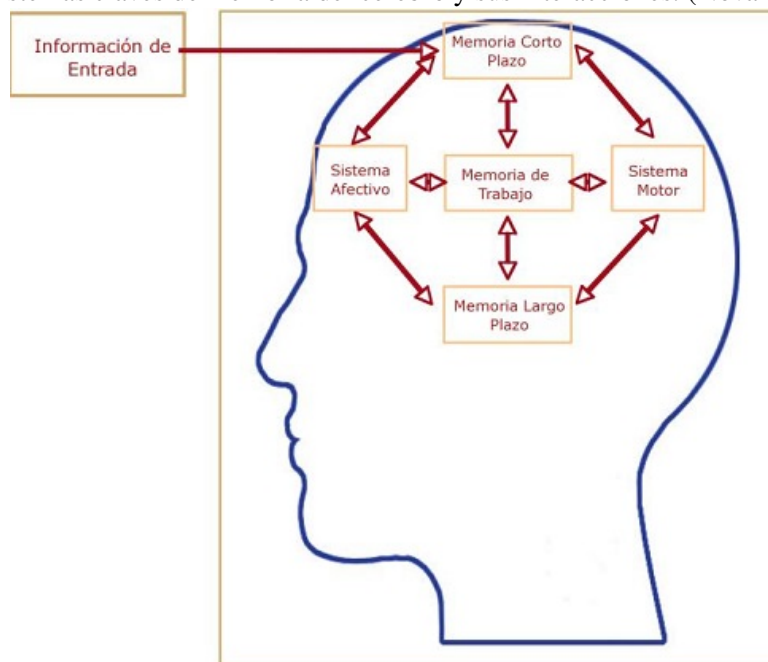 Información de
Entrada
Memoria Corto
Plazo
Sistema
Afectivo
Memoria de
Trabajo
Sistema
Motor
Memoria Largo
Plazo